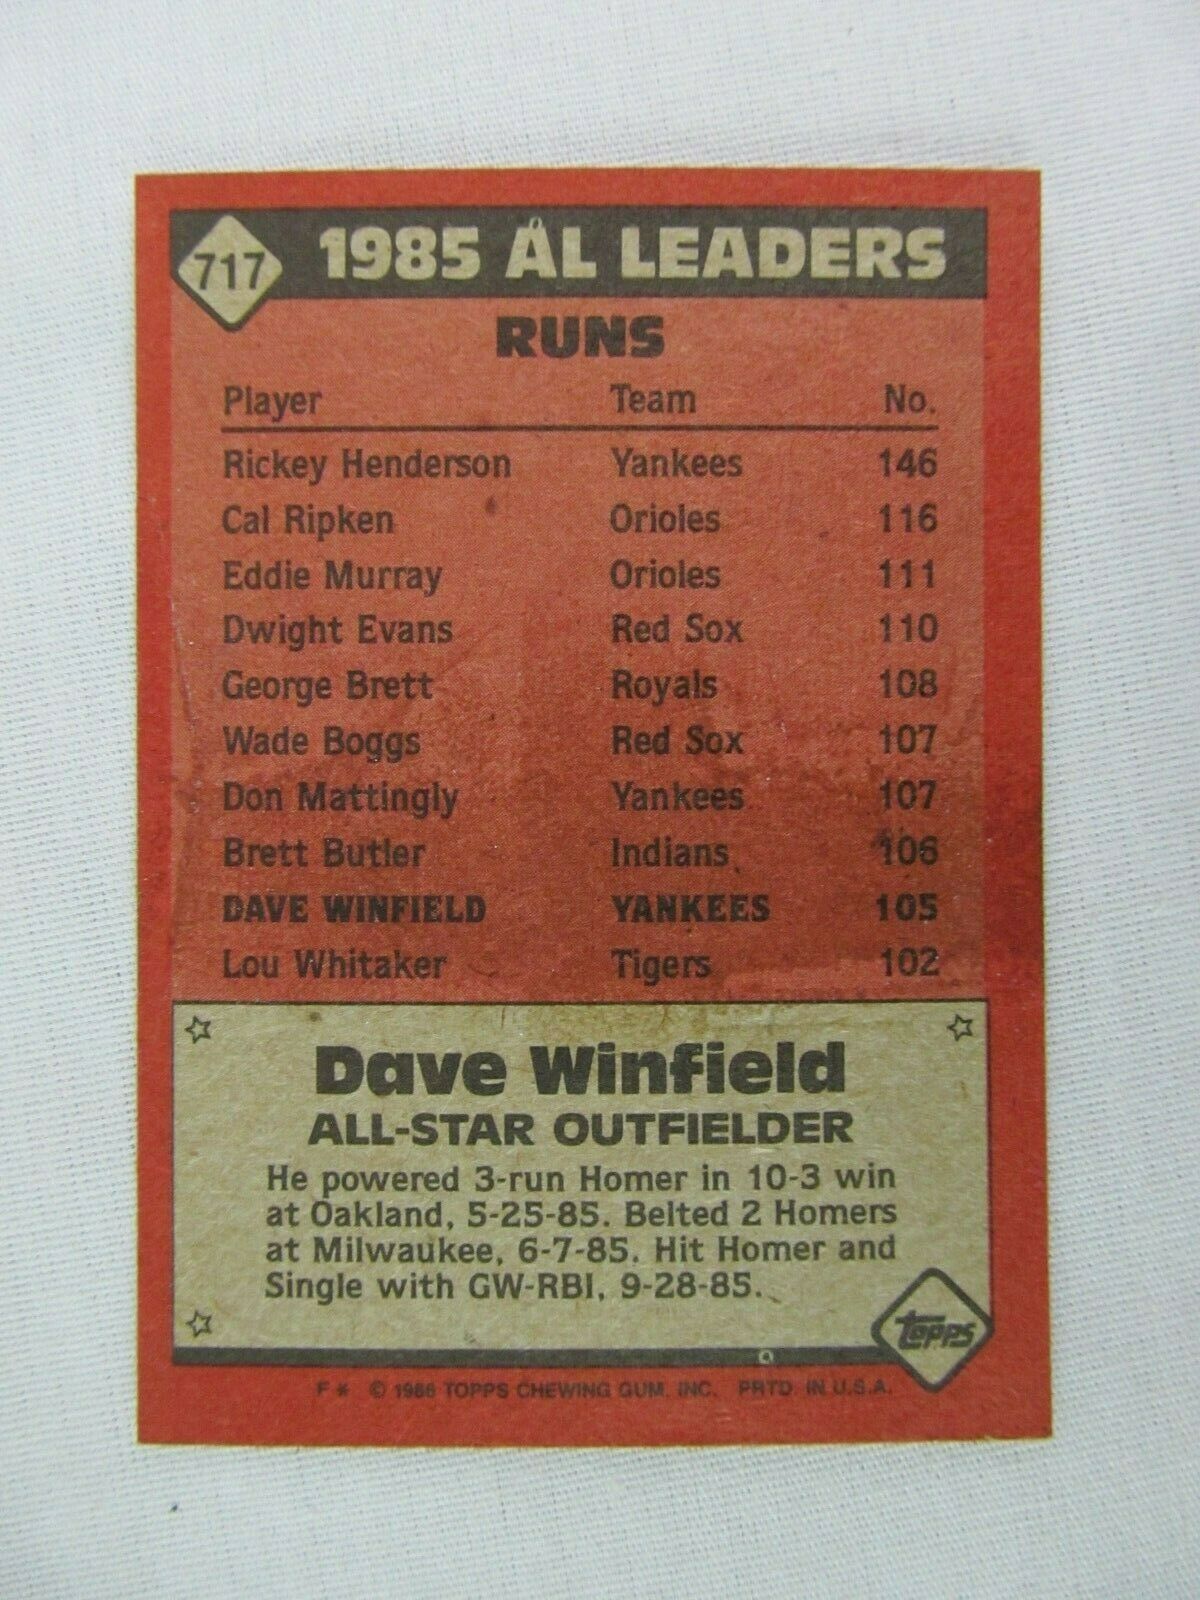 717 1985 AL LEADERS
RUNS
Player Team No.
Rickey Henderson Yankees 146
Cal Ripken Orioles 116
Eddie Murray Orioles 111
Dwight Evans Red Sox 110
George Brett Royals 108
Wade Boggs Red Sox 107
Don Mattingly Yankees 107
Brett Butler Indians 106
DAVE WINFIELD YANKEES 105
Lou Whitaker Tigers 102
Dave Winfield
ALL-STAR OUTFIELDER
He powered 3-run Homer in 10-3 win
at Oakland, 5-25-85. Belted 2 Homers
at Milwaukee, 6-7-85. Hit Homer and
Single with GW-RBI, 9-28-85.
topps
F * © 1986 TOPPS CHEWING GUM, INC. PRTD. IN U.S.A.